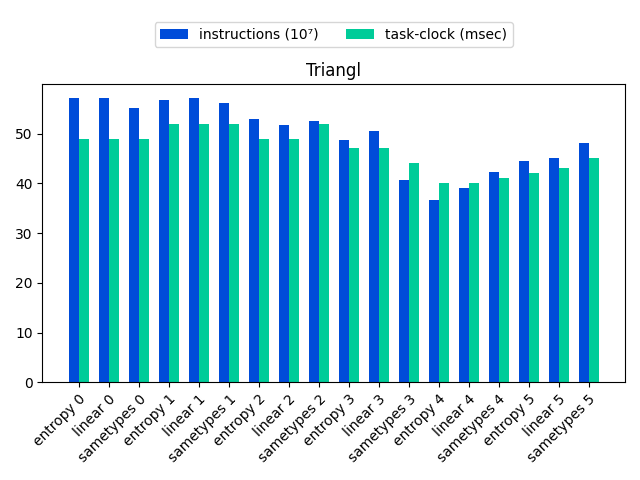 instructions (10⁷) task-clock (msec)
Triangl
50
40
30
20
10
0
entropy 0
linear 0
sametypes 0
entropy 1
linear 1
sametypes 1
entropy 2
linear 2
sametypes 2
entropy 3
linear 3
sametypes 3
entropy 4
linear 4
sametypes 4
entropy 5
linear 5
sametypes 5